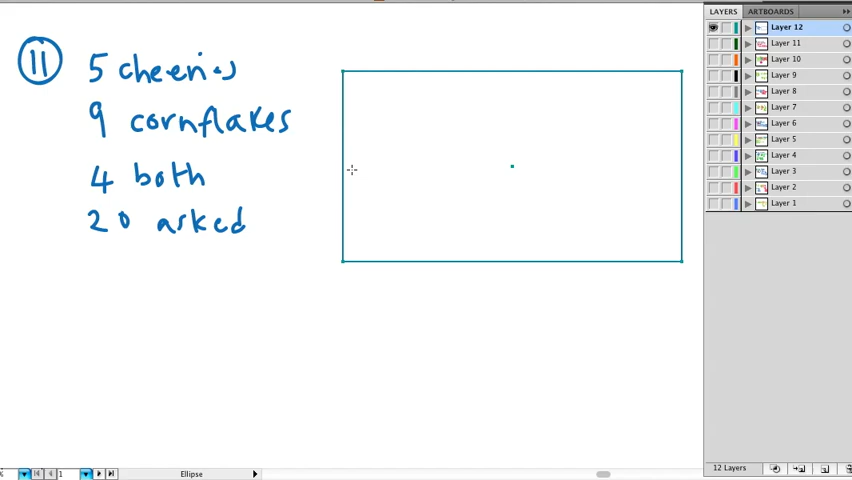 LAYERS ARTBOARDS
Layer 12
Layer 11
Layer 10
Layer 9
Layer 8
Layer 7
Layer 6
Layer 5
Layer 4
Layer 3
Layer 2
Layer 1
11
5 cheerios
9 cornflakes
4 both
20 asked
1
Ellipse
12 Layers